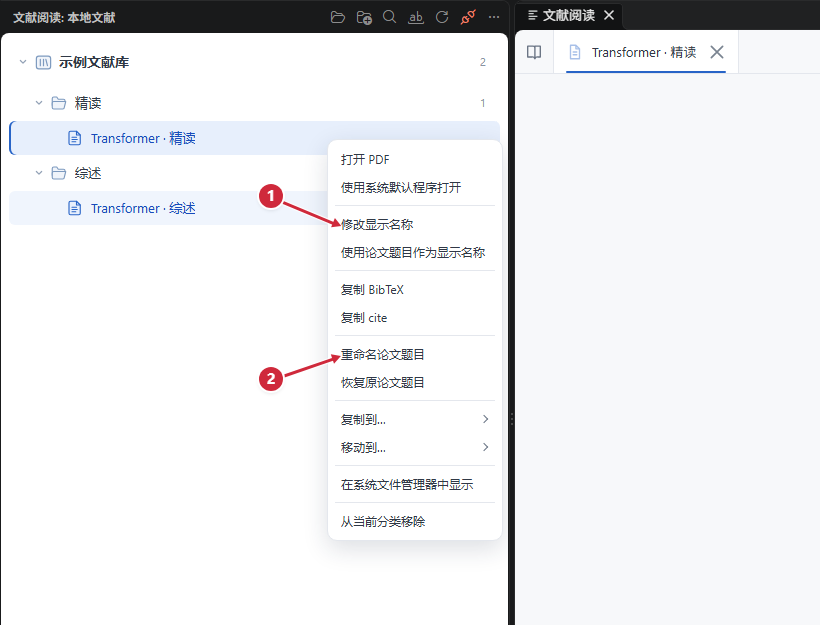 文献阅读: 本地文献
ab
文献阅读
示例文献库 2
精读 1
Transformer · 精读
综述
Transformer · 综述
Transformer · 精读
打开 PDF
使用系统默认程序打开
1
修改显示名称
使用论文题目作为显示名称
复制 BibTeX
复制 cite
2
重命名论文题目
恢复原论文题目
复制到...
移动到...
在系统文件管理器中显示
从当前分类移除